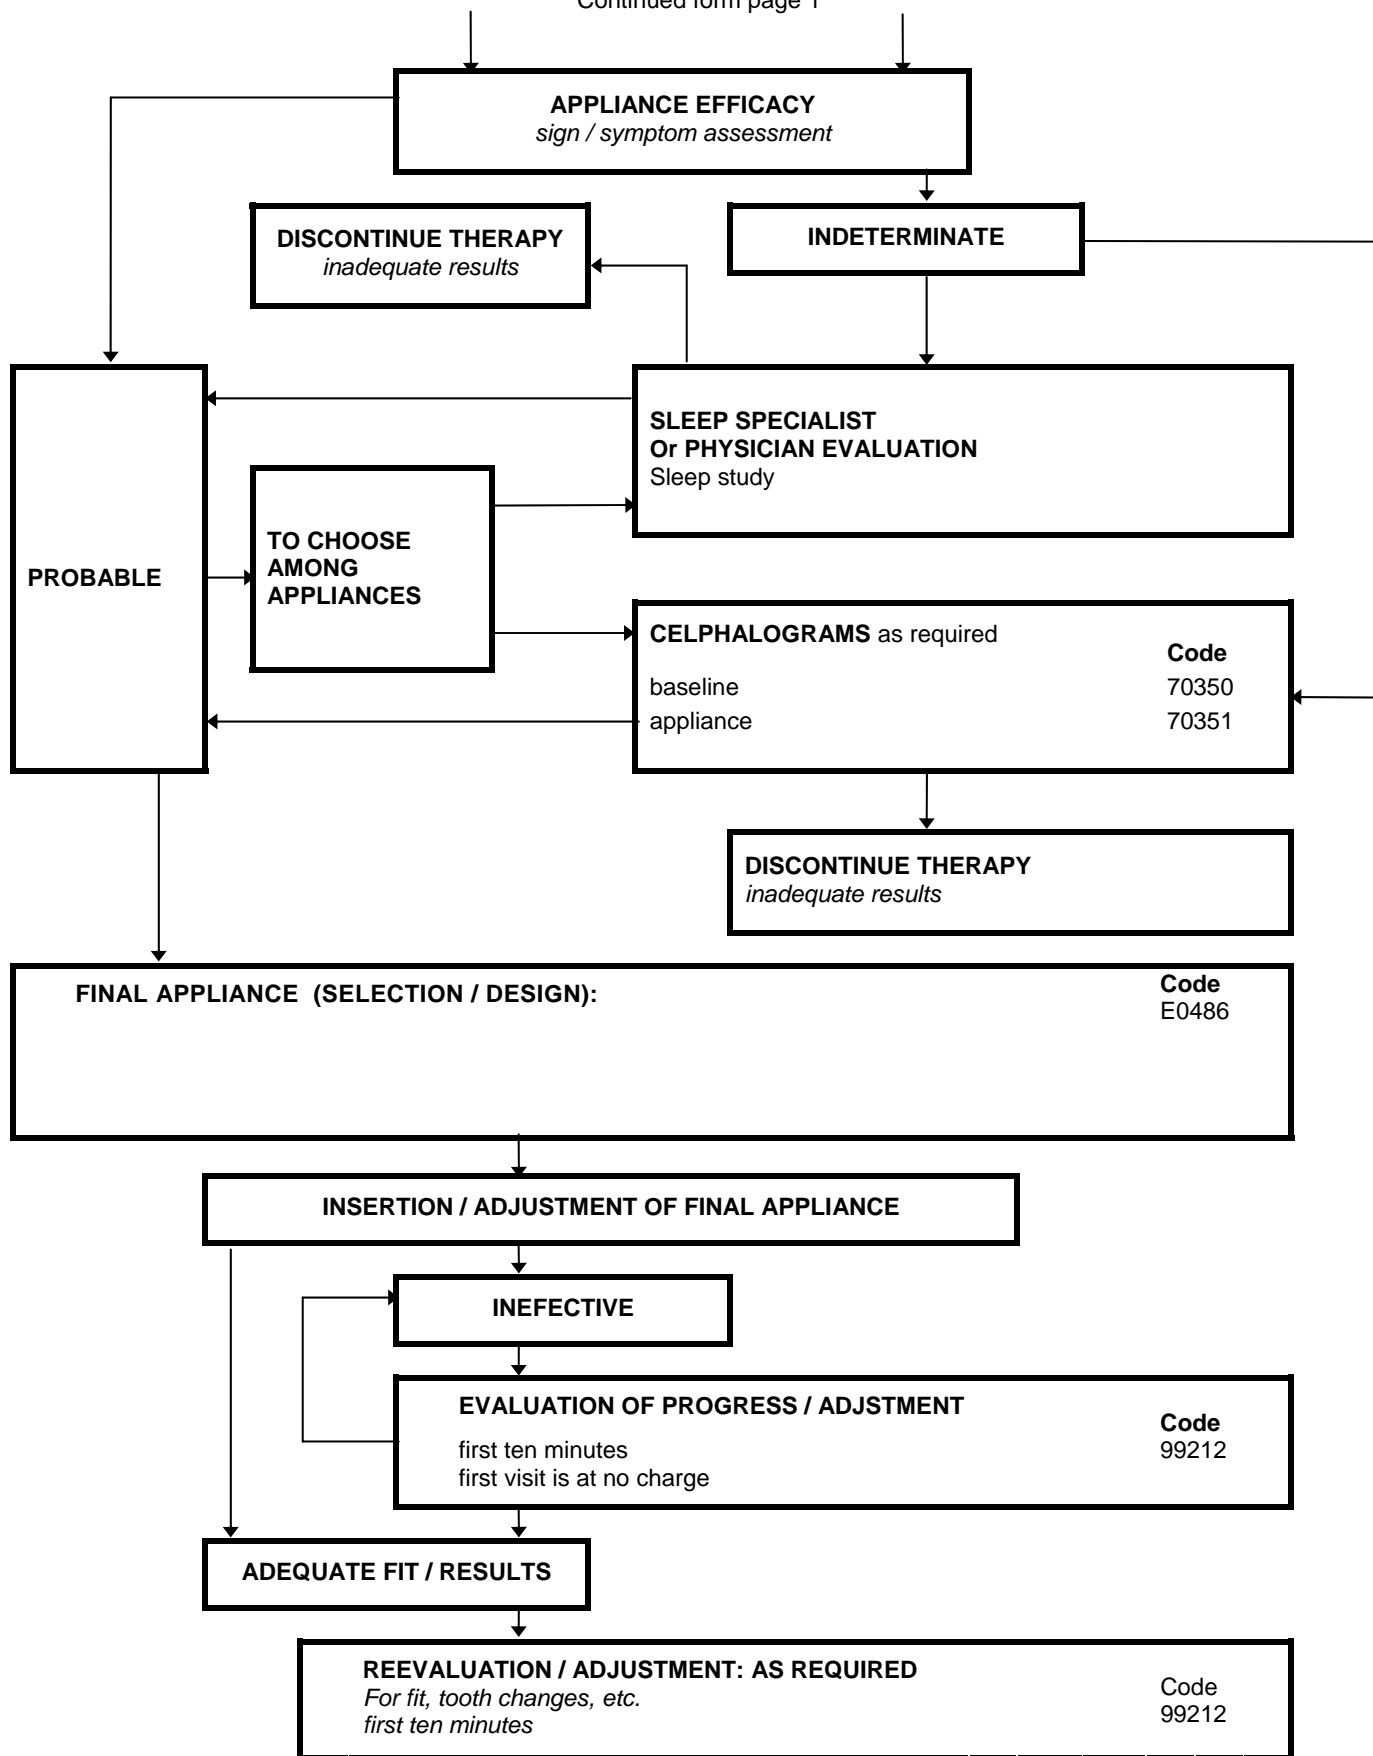 Continued form page 1
APPLIANCE EFFICACY
sign / symptom assessment
DISCONTINUE THERAPY
inadequate results
INDETERMINATE
SLEEP SPECIALIST
Or PHYSICIAN EVALUATION
Sleep study
PROBABLE
TO CHOOSE
AMONG
APPLIANCES
CELPHALOGRAMS as required
Code
baseline 70350
appliance 70351
DISCONTINUE THERAPY
inadequate results
FINAL APPLIANCE (SELECTION / DESIGN):
Code
E0486
INSERTION / ADJUSTMENT OF FINAL APPLIANCE
INEFECTIVE
EVALUATION OF PROGRESS / ADJSTMENT
Code
first ten minutes 99212
first visit is at no charge
ADEQUATE FIT / RESULTS
REEVALUATION / ADJUSTMENT: AS REQUIRED
For fit, tooth changes, etc.
first ten minutes
Code
99212